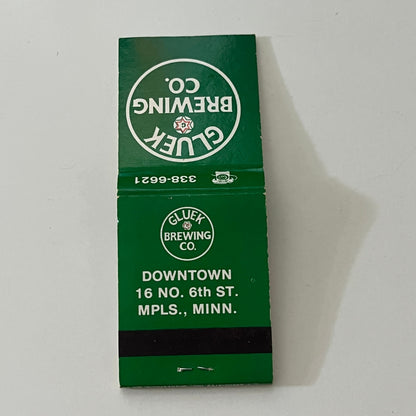 GLUEK
BREWING
CO.
338-6621
GLUEK
BREWING
CO.
DOWNTOWN
16 NO. 6th ST.
MPLS., MINN.